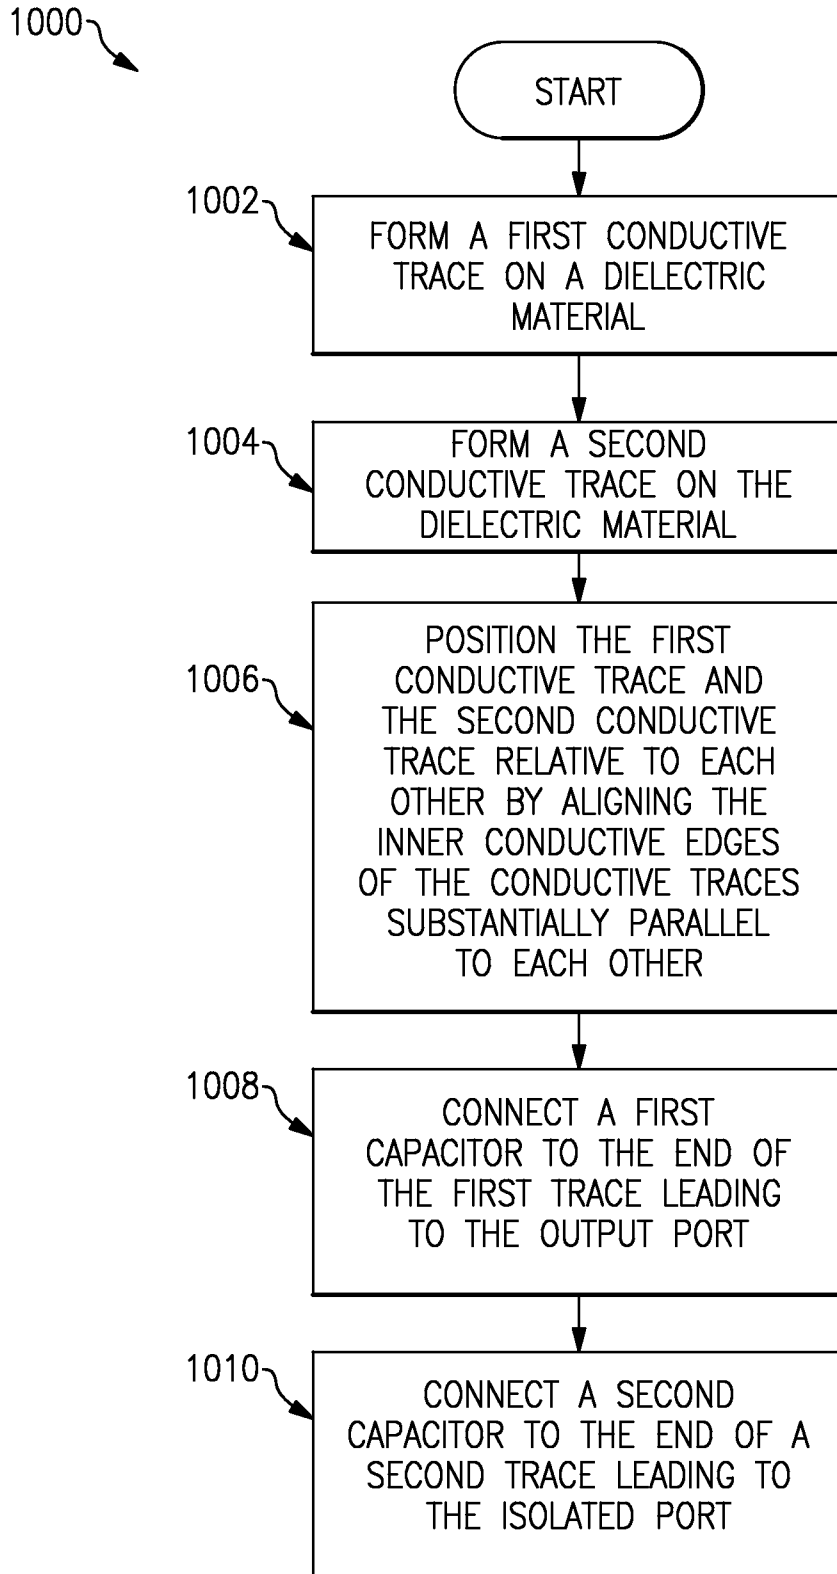 1000
START
1002
FORM A FIRST CONDUCTIVE
TRACE ON A DIELECTRIC
MATERIAL
1004
FORM A SECOND
CONDUCTIVE TRACE ON THE
DIELECTRIC MATERIAL
1006
POSITION THE FIRST
CONDUCTIVE TRACE AND
THE SECOND CONDUCTIVE
TRACE RELATIVE TO EACH
OTHER BY ALIGNING THE
INNER CONDUCTIVE EDGES
OF THE CONDUCTIVE TRACES
SUBSTANTIALLY PARALLEL
TO EACH OTHER
1008
CONNECT A FIRST
CAPACITOR TO THE END OF
THE FIRST TRACE LEADING
TO THE OUTPUT PORT
1010
CONNECT A SECOND
CAPACITOR TO THE END OF A
SECOND TRACE LEADING TO
THE ISOLATED PORT